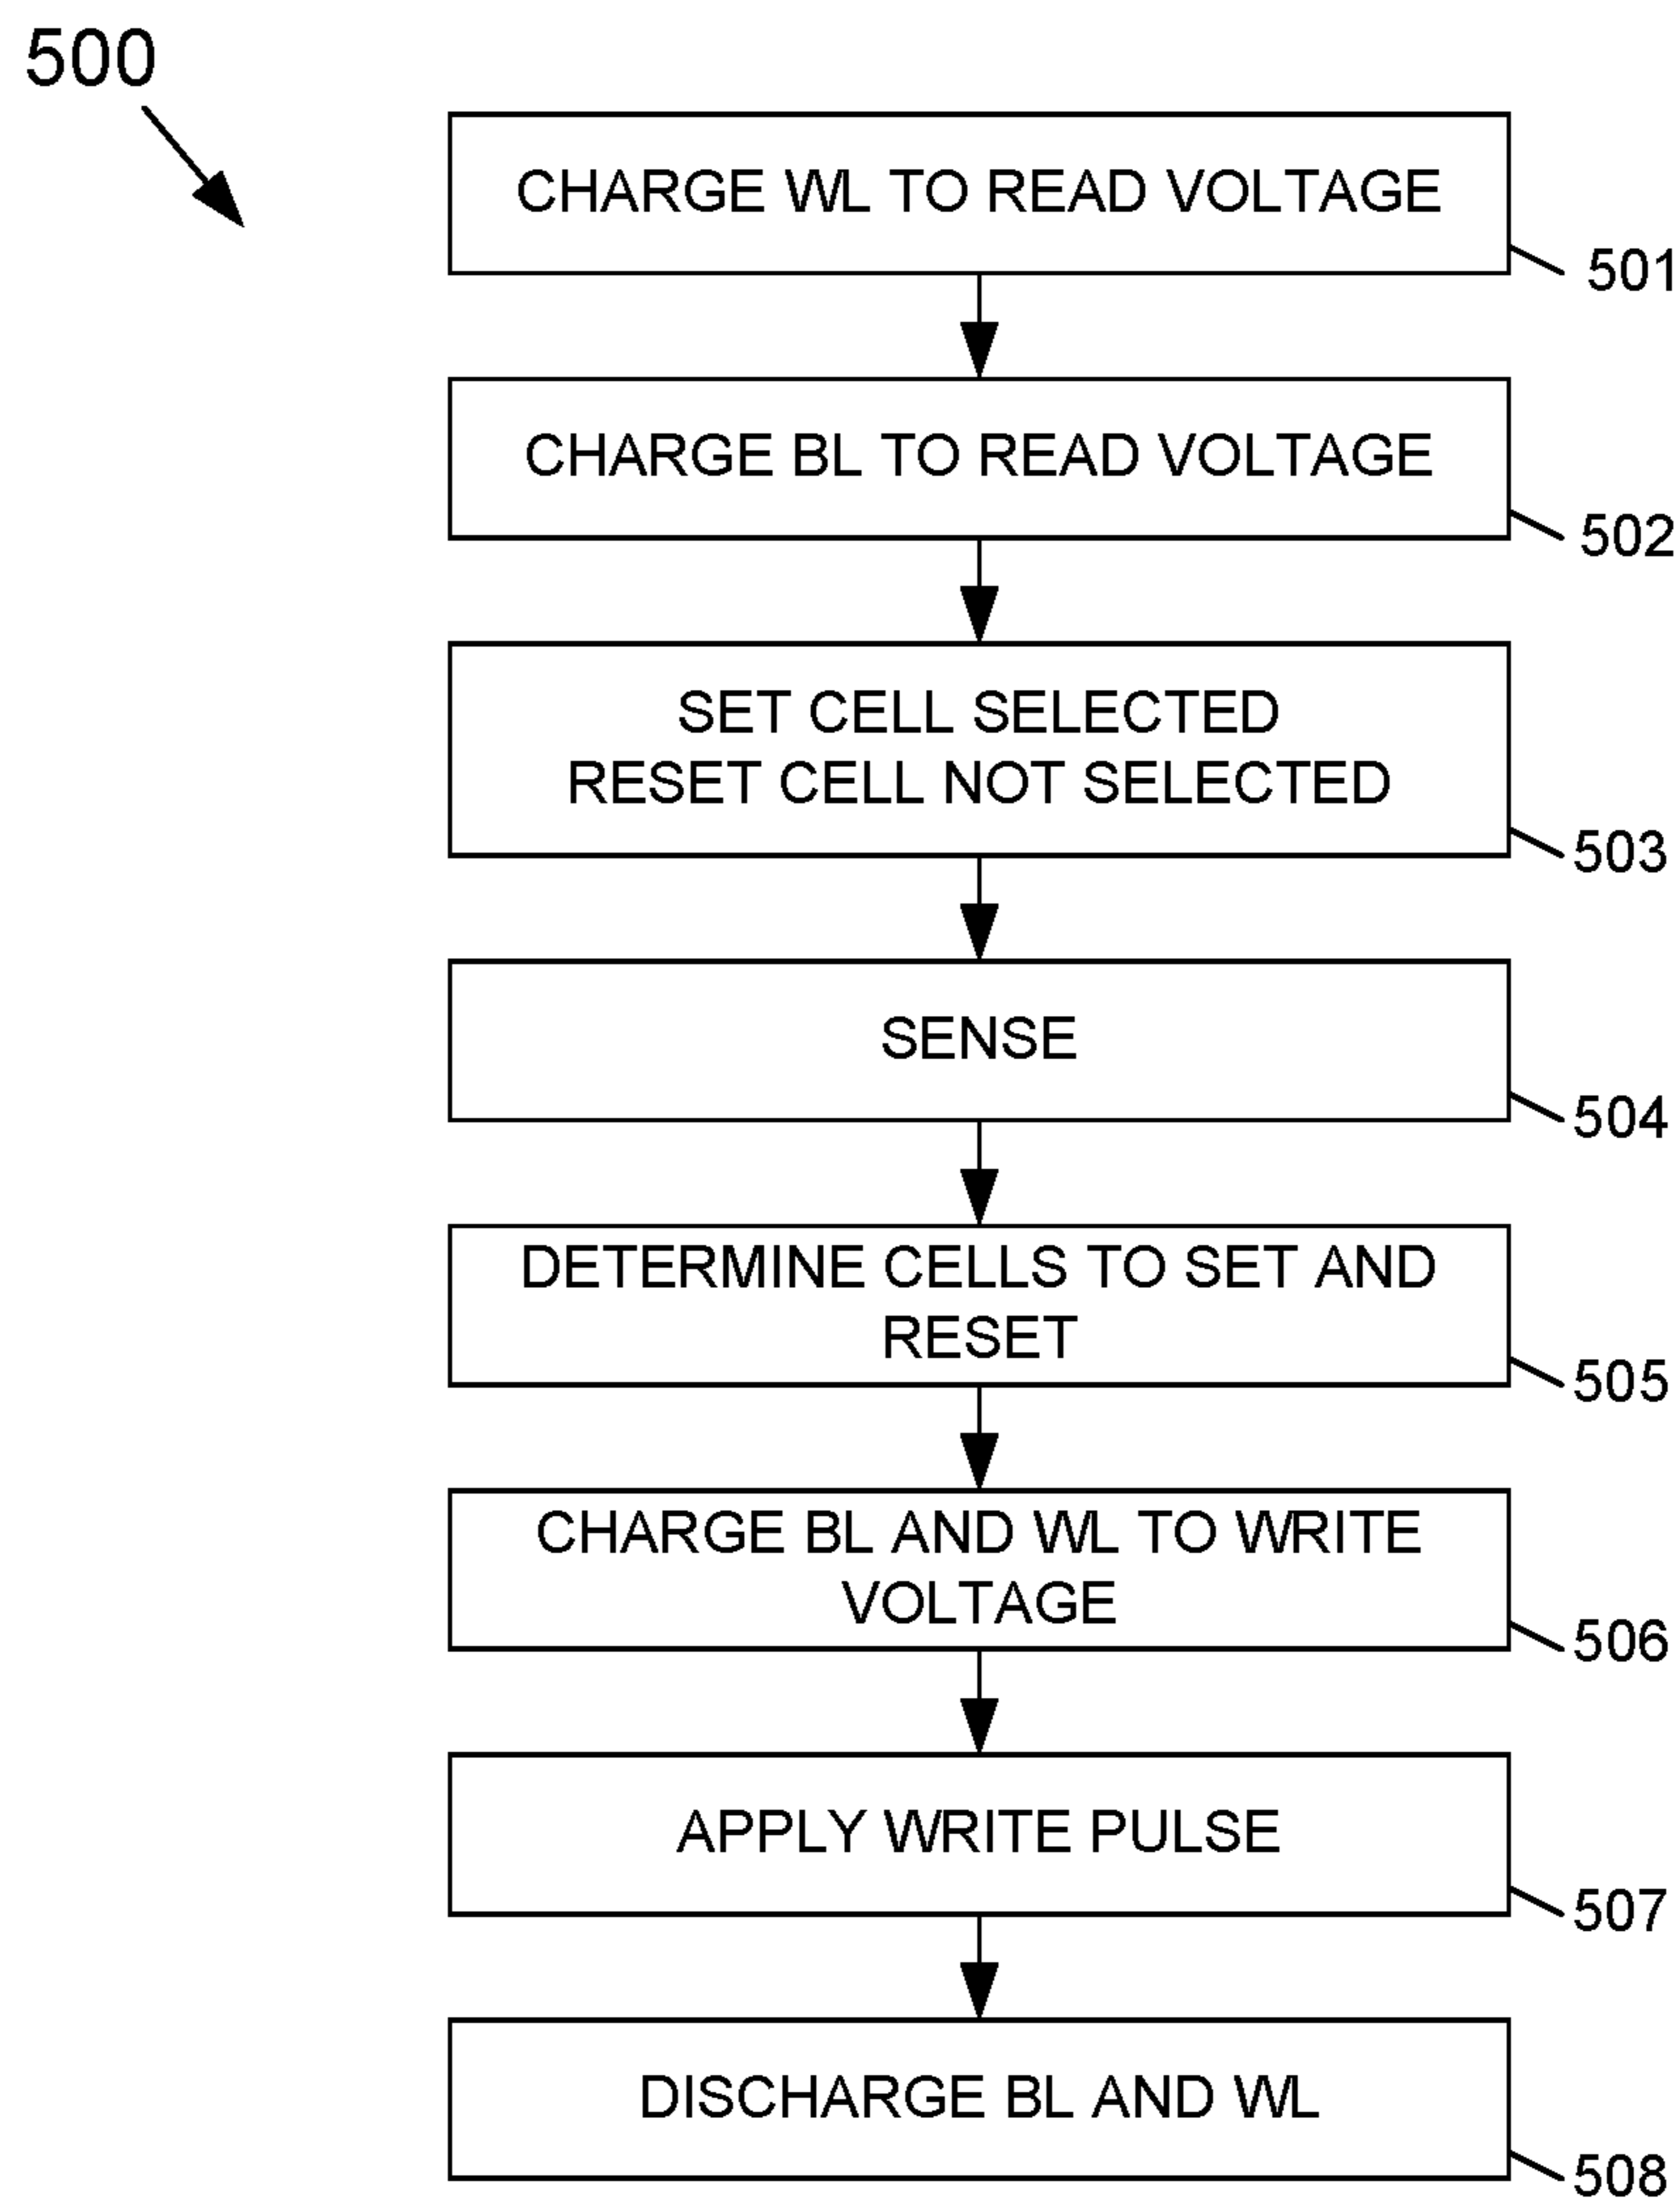 500
CHARGE WL TO READ VOLTAGE
501
CHARGE BL TO READ VOLTAGE
502
SET CELL SELECTED
RESET CELL NOT SELECTED
503
SENSE
504
DETERMINE CELLS TO SET AND
RESET
505
CHARGE BL AND WL TO WRITE
VOLTAGE
506
APPLY WRITE PULSE
507
DISCHARGE BL AND WL
508